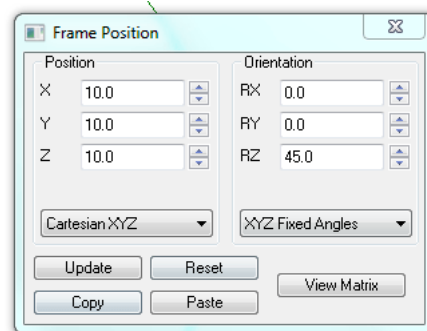 Frame Position
Position
Orientation
X 10.0
RX 0.0
Y 10.0
RY 0.0
Z 10.0
RZ 45.0
Cartesian XYZ
XYZ Fixed Angles
Update
Reset
View Matrix
Copy
Paste